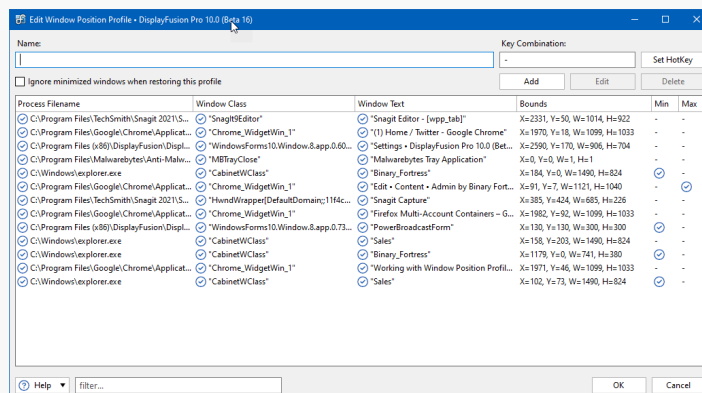 Edit Window Position Profile • DisplayFusion Pro 10.0 (Beta 16)
Name: Key Combination:
- Set HotKey
Ignore minimized windows when restoring this profile Add Edit Delete
Process Filename Window Class Window Text Bounds Min Max
C:\Program Files\TechSmith\Snagit 2021\S... "SnagIt9Editor" "Snagit Editor - [wpp_tab]" X=2331, Y=50, W=1014, H=922 - -
C:\Program Files\Google\Chrome\Applicat... "Chrome_WidgetWin_1" "(1) Home / Twitter - Google Chrome" X=1970, Y=18, W=1099, H=1033 - -
C:\Program Files (x86)\DisplayFusion\Displ... "WindowsForms10.Window.8.app.0.60... "Settings • DisplayFusion Pro 10.0 (Bet... X=2590, Y=170, W=906, H=704 - -
C:\Program Files\Malwarebytes\Anti-Malw... "MBTrayClose" "Malwarebytes Tray Application" X=0, Y=0, W=1, H=1 - -
C:\Windows\explorer.exe "CabinetWClass" "Binary_Fortress" X=184, Y=0, W=1490, H=824 -
C:\Program Files\Google\Chrome\Applicat... "Chrome_WidgetWin_1" "Edit • Content • Admin by Binary Fort... X=91, Y=7, W=1121, H=1040 -
C:\Program Files\TechSmith\Snagit 2021\S... "HwndWrapper[DefaultDomain;;11f4c... "Snagit Capture" X=385, Y=424, W=685, H=226 - -
C:\Program Files\Google\Chrome\Applicat... "Chrome_WidgetWin_1" "Firefox Multi-Account Containers – G... X=1982, Y=92, W=1099, H=1033 - -
C:\Program Files (x86)\DisplayFusion\Displ... "WindowsForms10.Window.8.app.0.73... "PowerBroadcastForm" X=130, Y=130, W=300, H=300 -
C:\Windows\explorer.exe "CabinetWClass" "Sales" X=158, Y=203, W=1490, H=824 - -
C:\Windows\explorer.exe "CabinetWClass" "Binary_Fortress" X=1179, Y=0, W=741, H=380 -
C:\Program Files\Google\Chrome\Applicat... "Chrome_WidgetWin_1" "Working with Window Position Profil... X=1971, Y=46, W=1099, H=1033 - -
C:\Windows\explorer.exe "CabinetWClass" "Sales" X=102, Y=73, W=1490, H=824 -
Help filter... OK Cancel